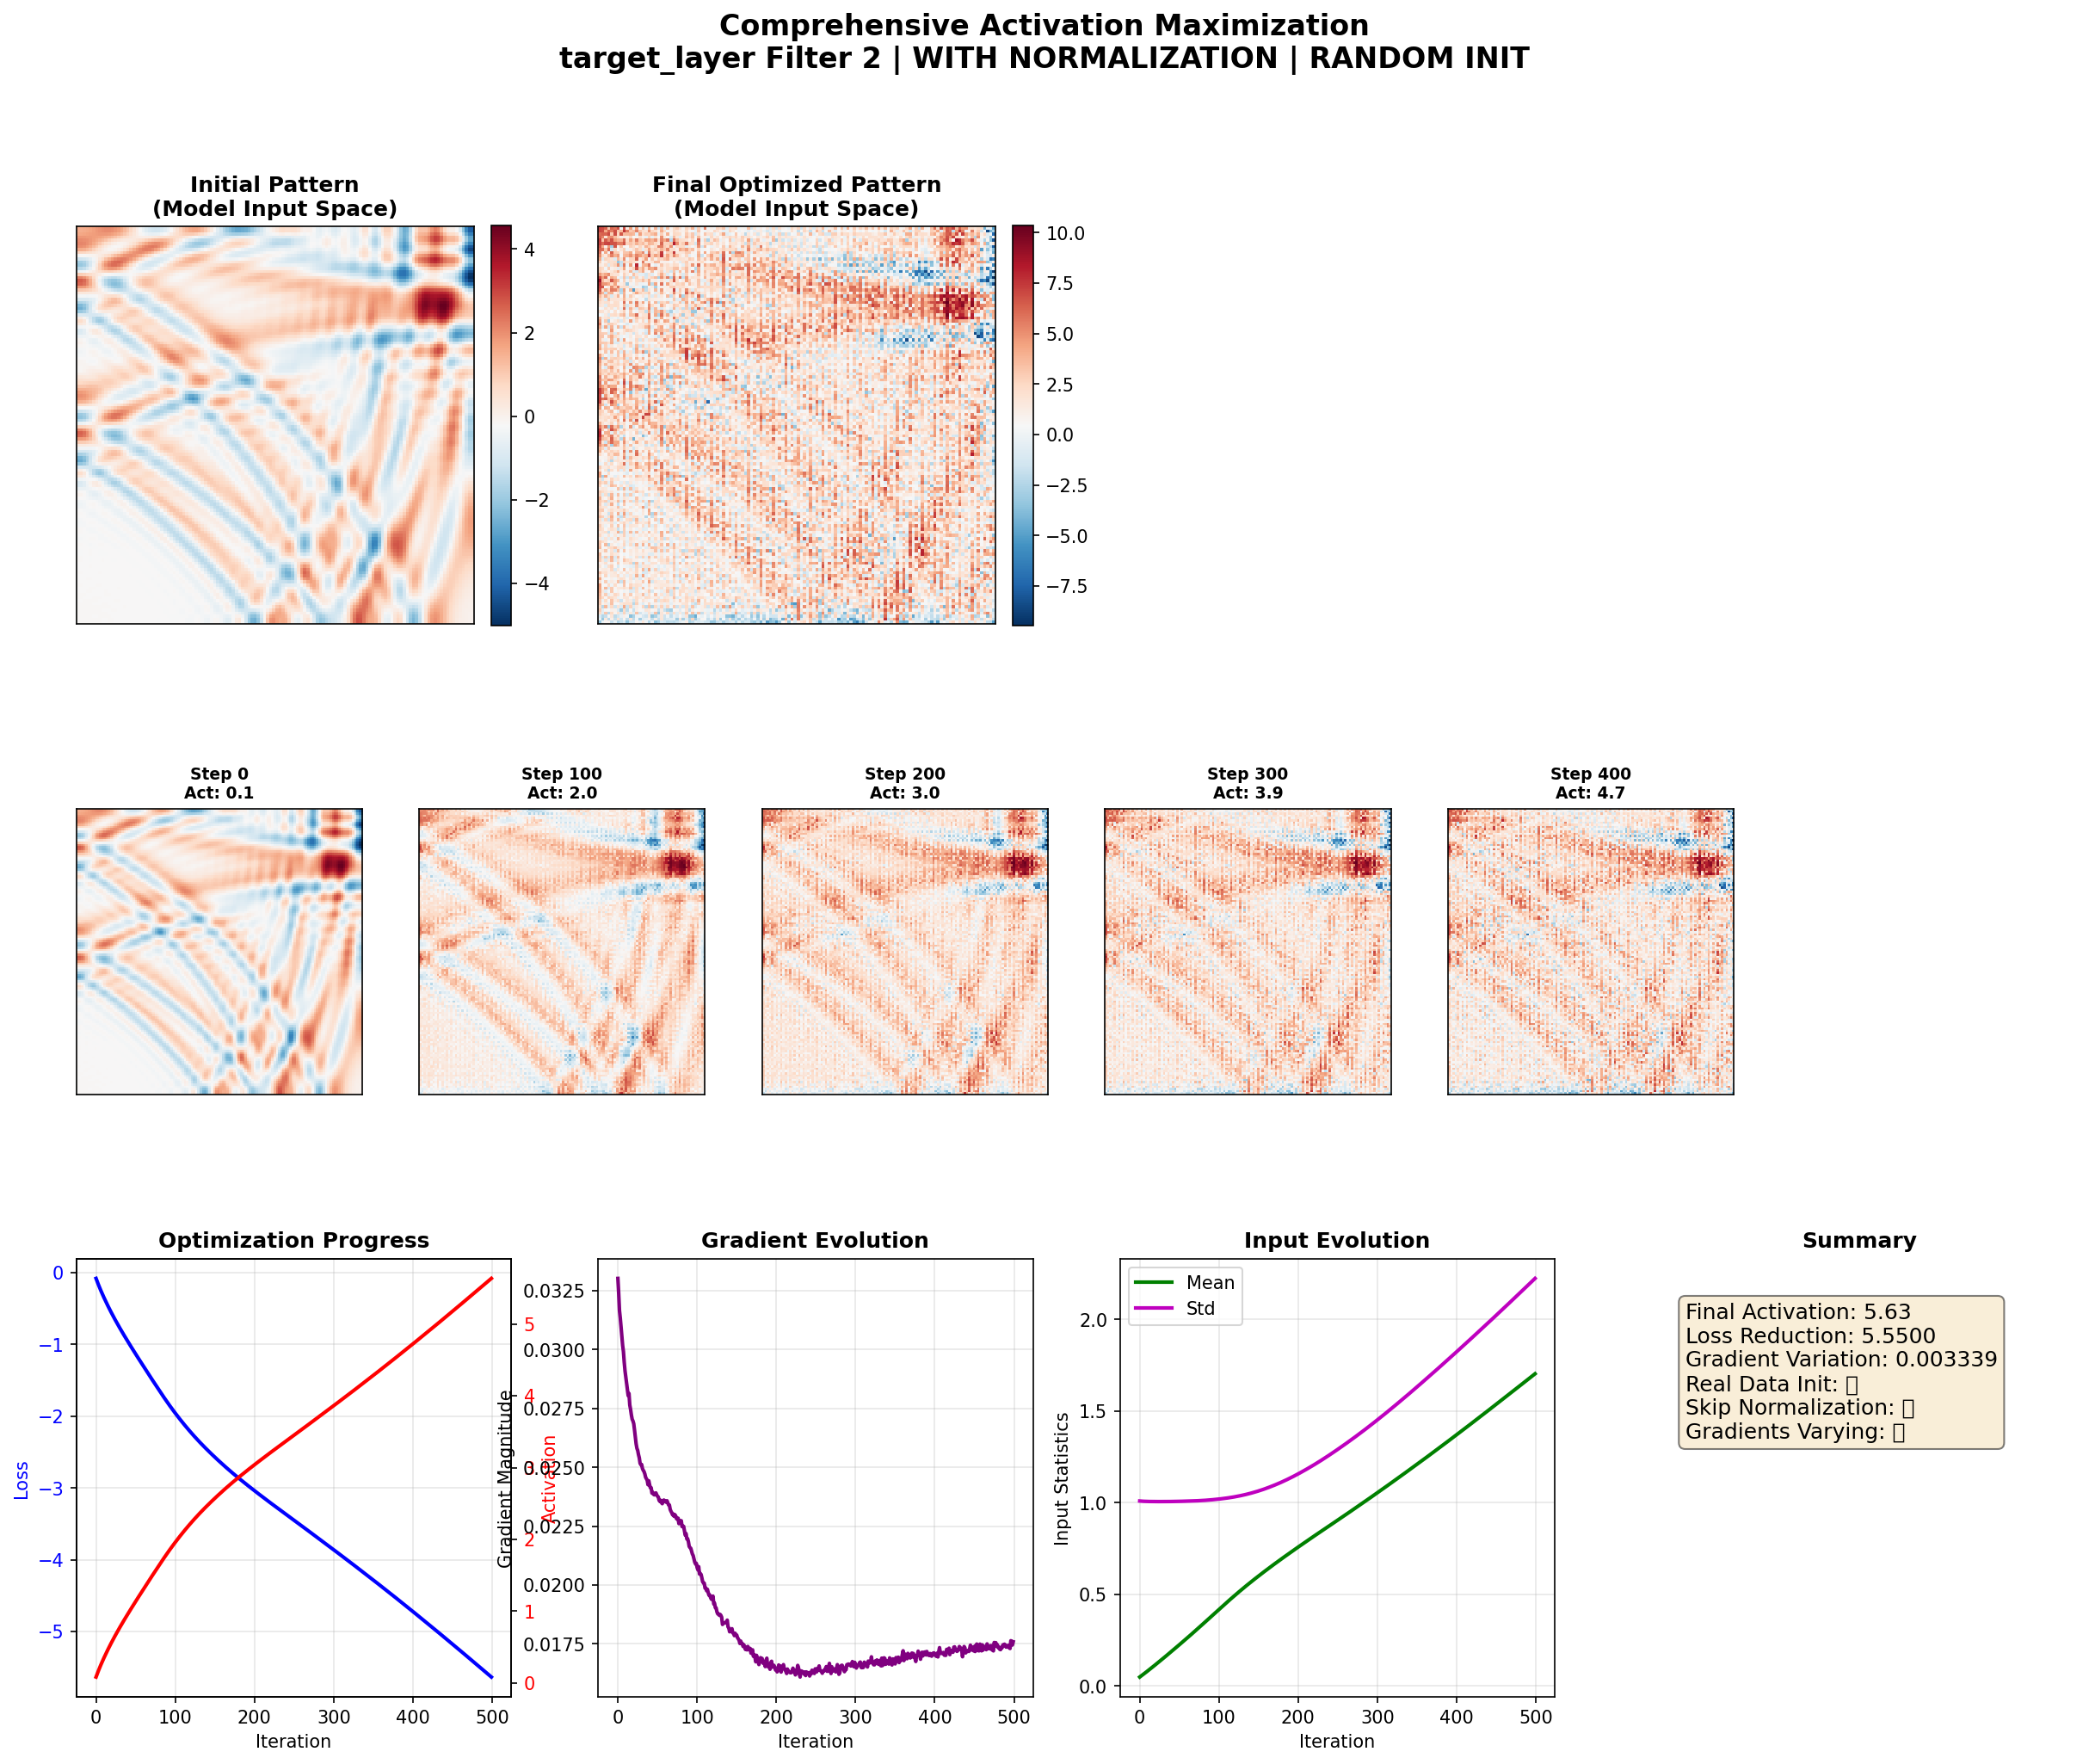 Comprehensive Activation Maximization
target_layer Filter 2 | WITH NORMALIZATION | RANDOM INIT
Initial Pattern
(Model Input Space)
4
2
0
−2
−4
Final Optimized Pattern
(Model Input Space)
10.0
7.5
5.0
2.5
0.0
−2.5
−5.0
−7.5
Step 0
Act: 0.1
Step 100
Act: 2.0
Step 200
Act: 3.0
Step 300
Act: 3.9
Step 400
Act: 4.7
Optimization Progress
Loss
0
−1
−2
−3
−4
−5
0 100 200 300 400 500
Iteration
5
4
3
2
1
0
Activation
Gradient Evolution
Gradient Magnitude
0.0325
0.0300
0.0275
0.0250
0.0225
0.0200
0.0175
0 100 200 300 400 500
Iteration
Input Evolution
Mean
Std
Input Statistics
2.0
1.5
1.0
0.5
0.0
0 100 200 300 400 500
Iteration
Summary
Final Activation: 5.63
Loss Reduction: 5.5500
Gradient Variation: 0.003339
Real Data Init:
Skip Normalization:
Gradients Varying: